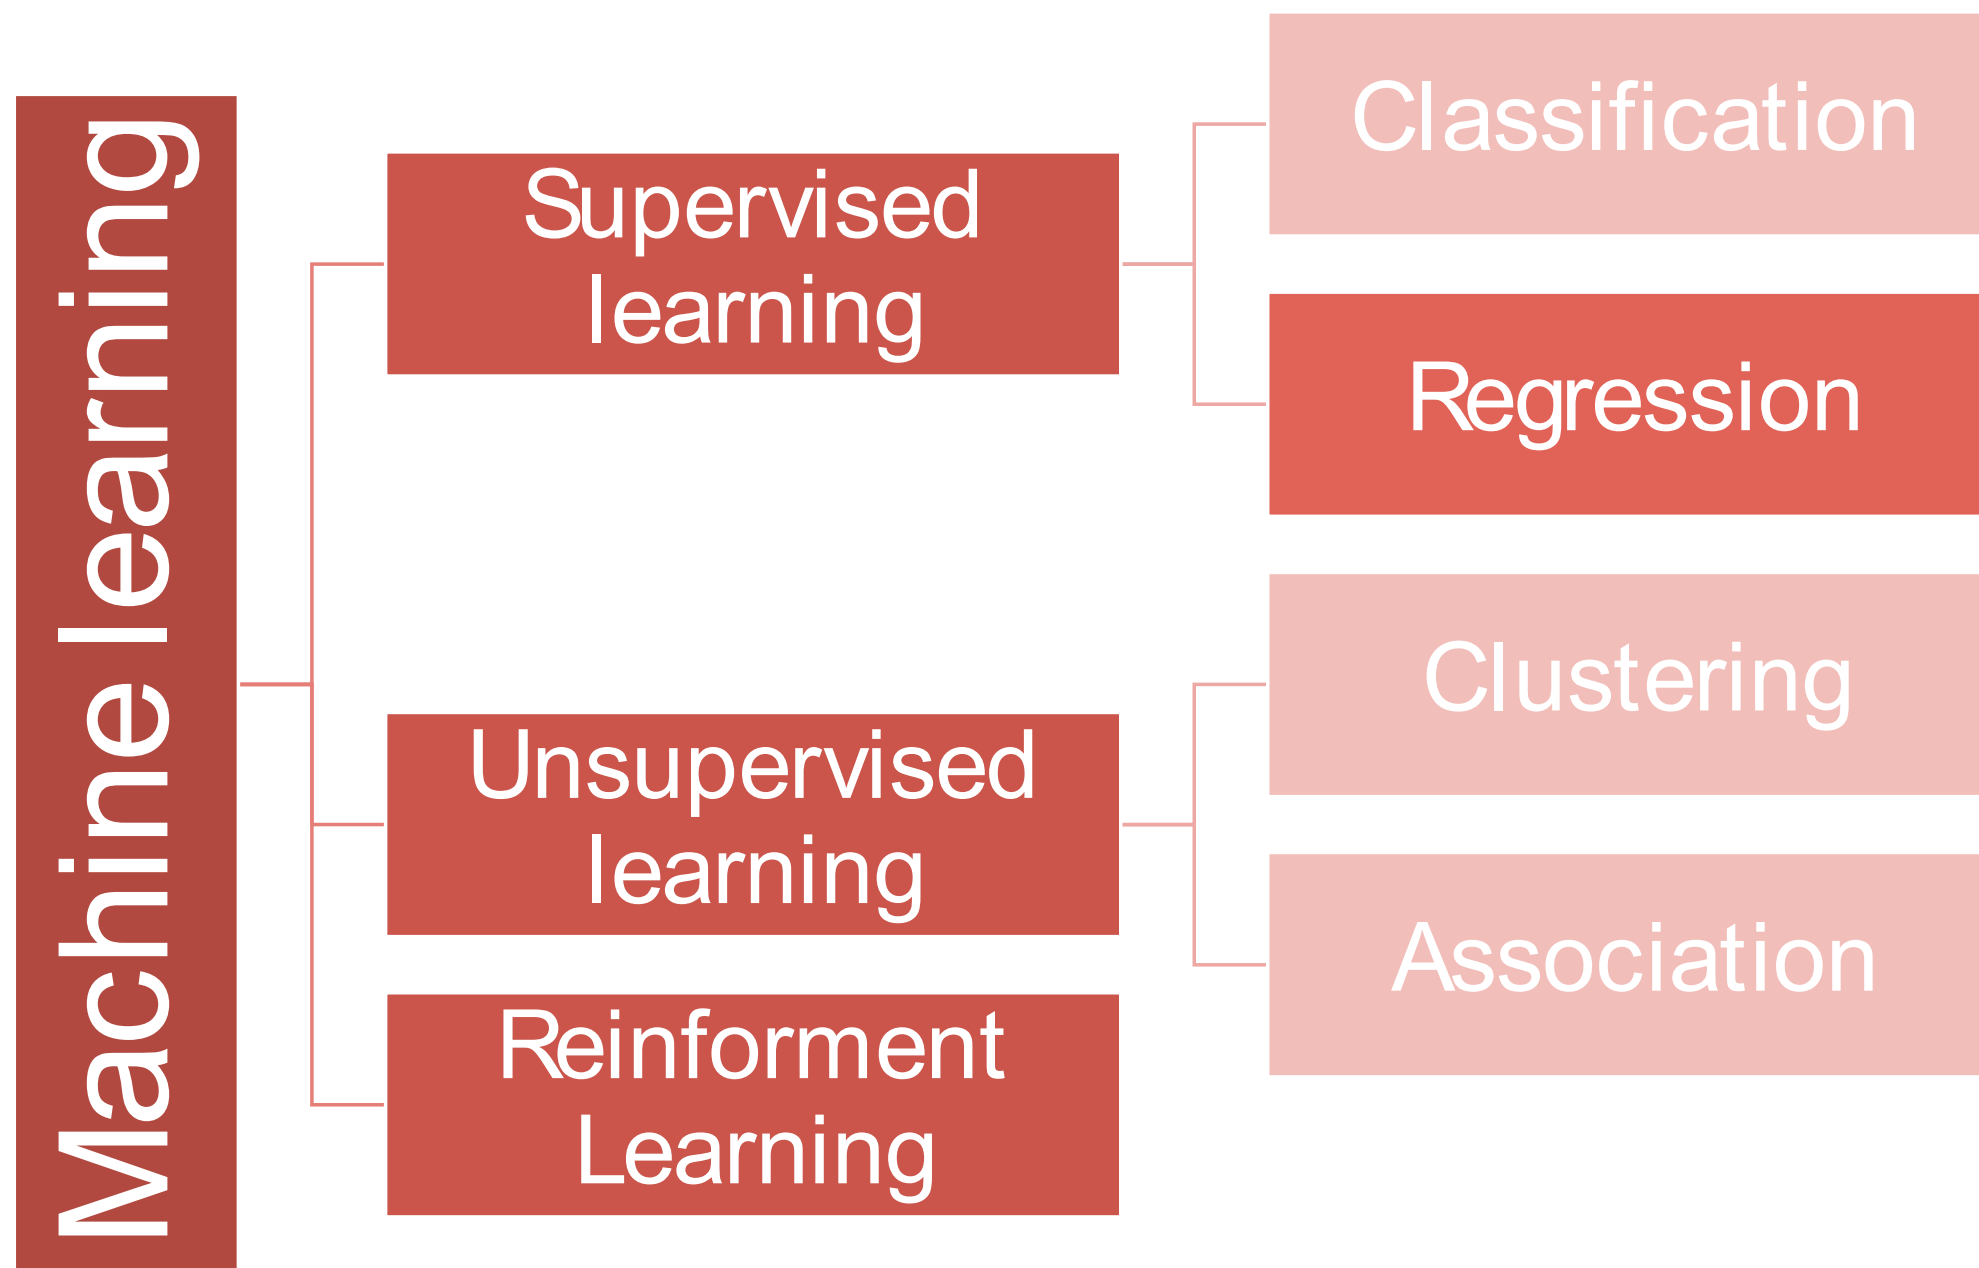 Machine learning
Supervised
learning
Classification
Regression
Unsupervised
learning
Clustering
Association
Reinforment
Learning